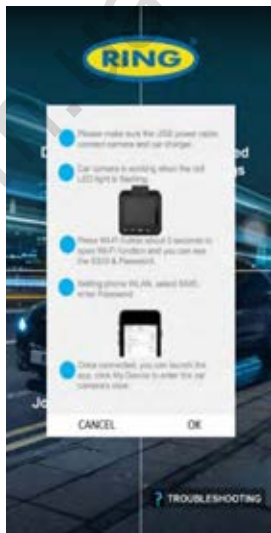 RING
Please make sure the USB power cable
connect camera and car charger.
Car camera is working when the red
LED light is flashing.
Press Wi-Fi button about 3 seconds to
open Wi-Fi function and you can see
the SSID & Password.
Setting phone WLAN, select SSID,
enter Password
Once connected, you can launch the
app, click My Device to enter the car
camera's
CANCEL OK
TROUBLESHOOTING